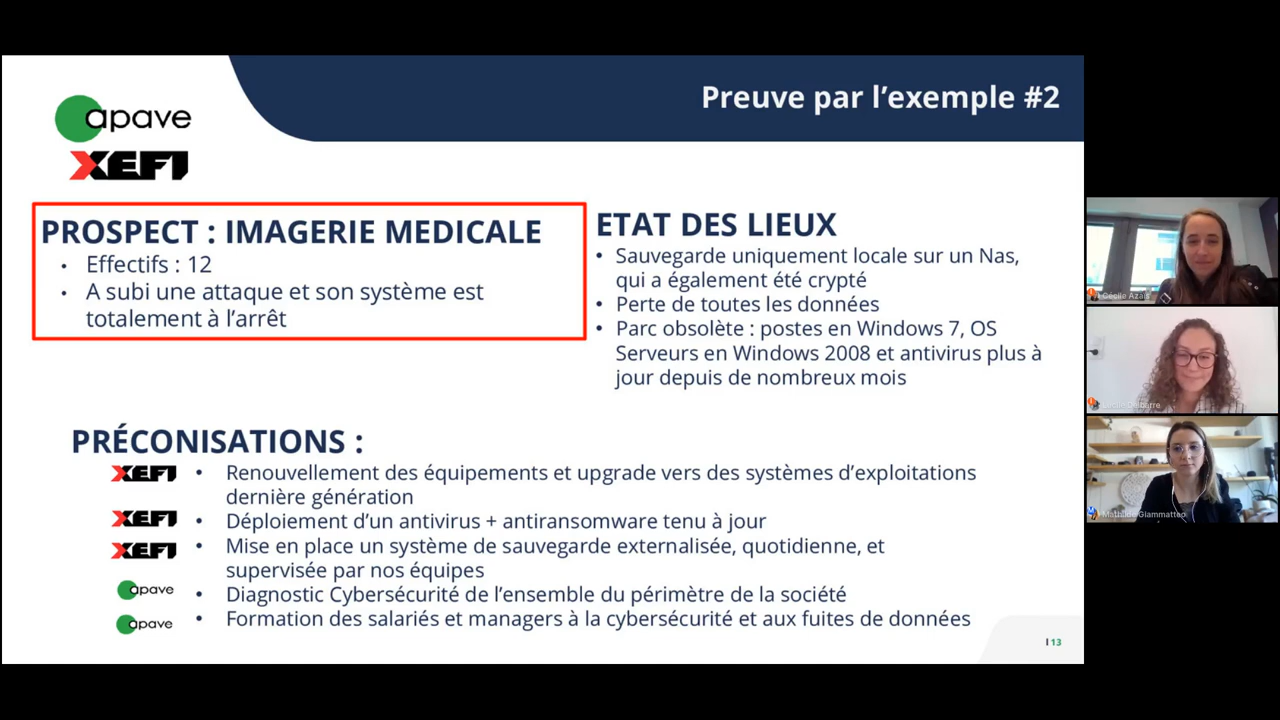 Preuve par l'exemple #2
apave
XEFI
PROSPECT : IMAGERIE MEDICALE
• Effectifs : 12
• A subi une attaque et son système est
totalement à l'arrêt
ETAT DES LIEUX
• Sauvegarde uniquement locale sur un Nas,
qui a également été crypté
• Perte de toutes les données
• Parc obsolète : postes en Windows 7, OS
Serveurs en Windows 2008 et antivirus plus à
jour depuis de nombreux mois
PRÉCONISATIONS :
XEFI • Renouvellement des équipements et upgrade vers des systèmes d'exploitations
dernière génération
XEFI • Déploiement d'un antivirus + antiransomware tenu à jour
XEFI • Mise en place un système de sauvegarde externalisée, quotidienne, et
supervisée par nos équipes
apave • Diagnostic Cybersécurité de l'ensemble du périmètre de la société
apave • Formation des salariés et managers à la cybersécurité et aux fuites de données
I 13
Cécile Azaïs
Mathilde Giammatteo